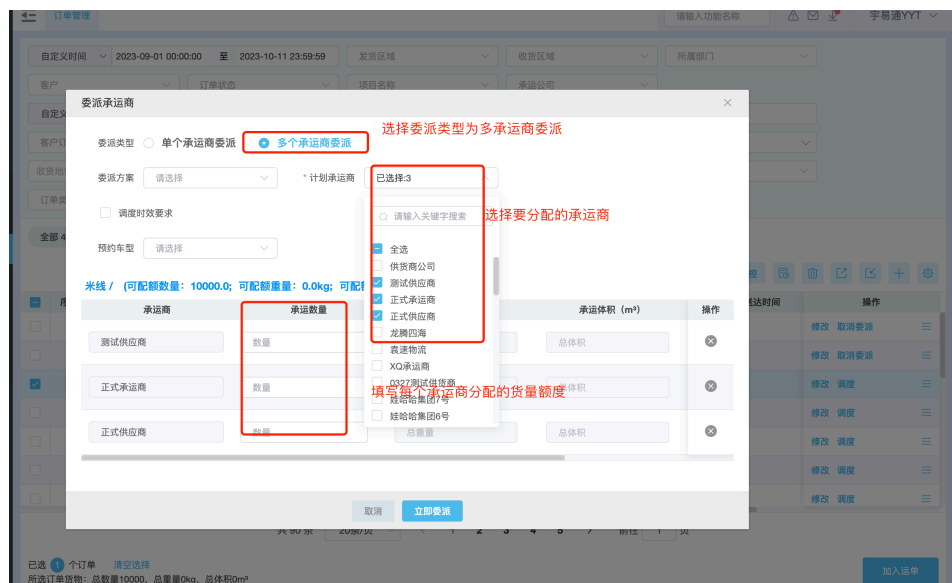 订单管理
请输入功能名称
宇易通YYT
自定义时间 2023-09-01 00:00:00 至 2023-10-11 23:59:59 发货区域 收货区域 所属部门
客户 订单状态 项目名称 承运公司
自定义
客户订
收货地
订单类
全部 4
委派承运商
选择委派类型为多承运商委派
委派类型 单个承运商委派 多个承运商委派
委派方案 请选择 * 计划承运商 已选择:3
调度时效要求
请输入关键字搜索
选择要分配的承运商
预约车型 请选择
全选
供货商公司
测试供应商
正式承运商
正式供应商
龙腾四海
袁速物流
XQ承运商
0327测试供货商
娃哈哈集团7号
娃哈哈集团6号
米线 / (可配额数量: 10000.0; 可配额重量: 0.0kg; 可配
承运商 承运数量 承运体积 (m³) 操作
测试供应商 数量 总体积
正式承运商 数量 总体积
填写每个承运商分配的货量额度
正式供应商 数量 总重量 总体积
取消 立即委派
送达时间 操作
修改 取消委派
修改 取消委派
修改 调度
修改 调度
修改 调度
修改 调度
修改 调度
共 90 条 20条/页 1 2 3 4 5 前往 1 页
已选 1 个订单 清空选择
所选订单货物: 总数量10000、总重量0kg、总体积0m³
加入运单